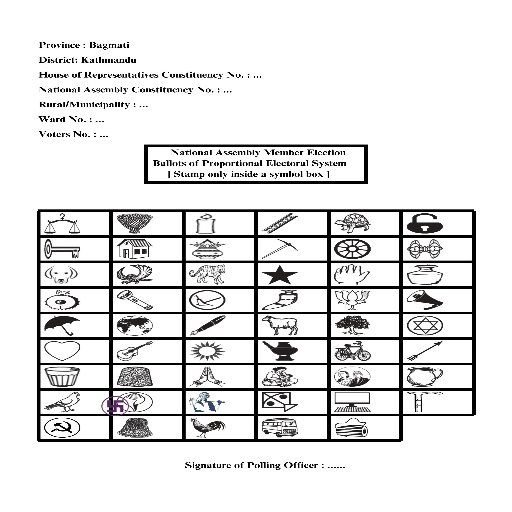 Province : Bagmati
District: Kathmandu
House of Representatives Constituency No. : ...
National Assembly Constituency No. : ...
Rural/Municipality : ...
Ward No. : ...
Voters No. : ...
National Assembly Member Election
Ballots of Proportional Electoral System
[ Stamp only inside a symbol box ]
Signature of Polling Officer : ......